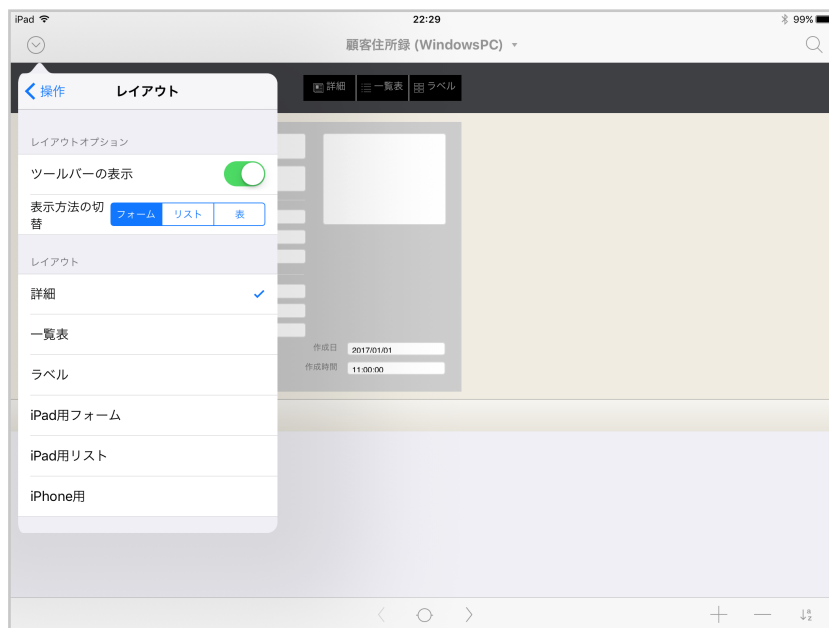 iPad 22:29 99%
顧客住所録 (WindowsPC)
操作 レイアウト
詳細 一覧表 ラベル
レイアウトオプション
ツールバーの表示
表示方法の切
替
フォーム リスト 表
レイアウト
詳細
一覧表
ラベル
iPad用フォーム
iPad用リスト
iPhone用
作成日 2017/01/01
作成時間 11:00:00